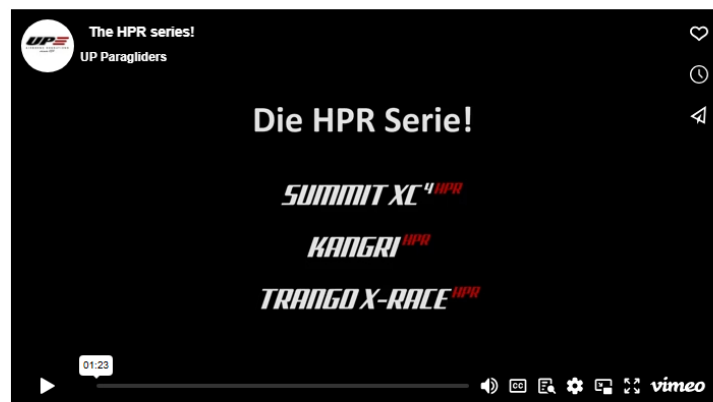 The HPR series!
UP Paragliders
Die HPR Serie!
SUMMIT XC⁴ HPR
KANGRI HPR
TRANGO X-RACE HPR
01:23
CC
vimeo